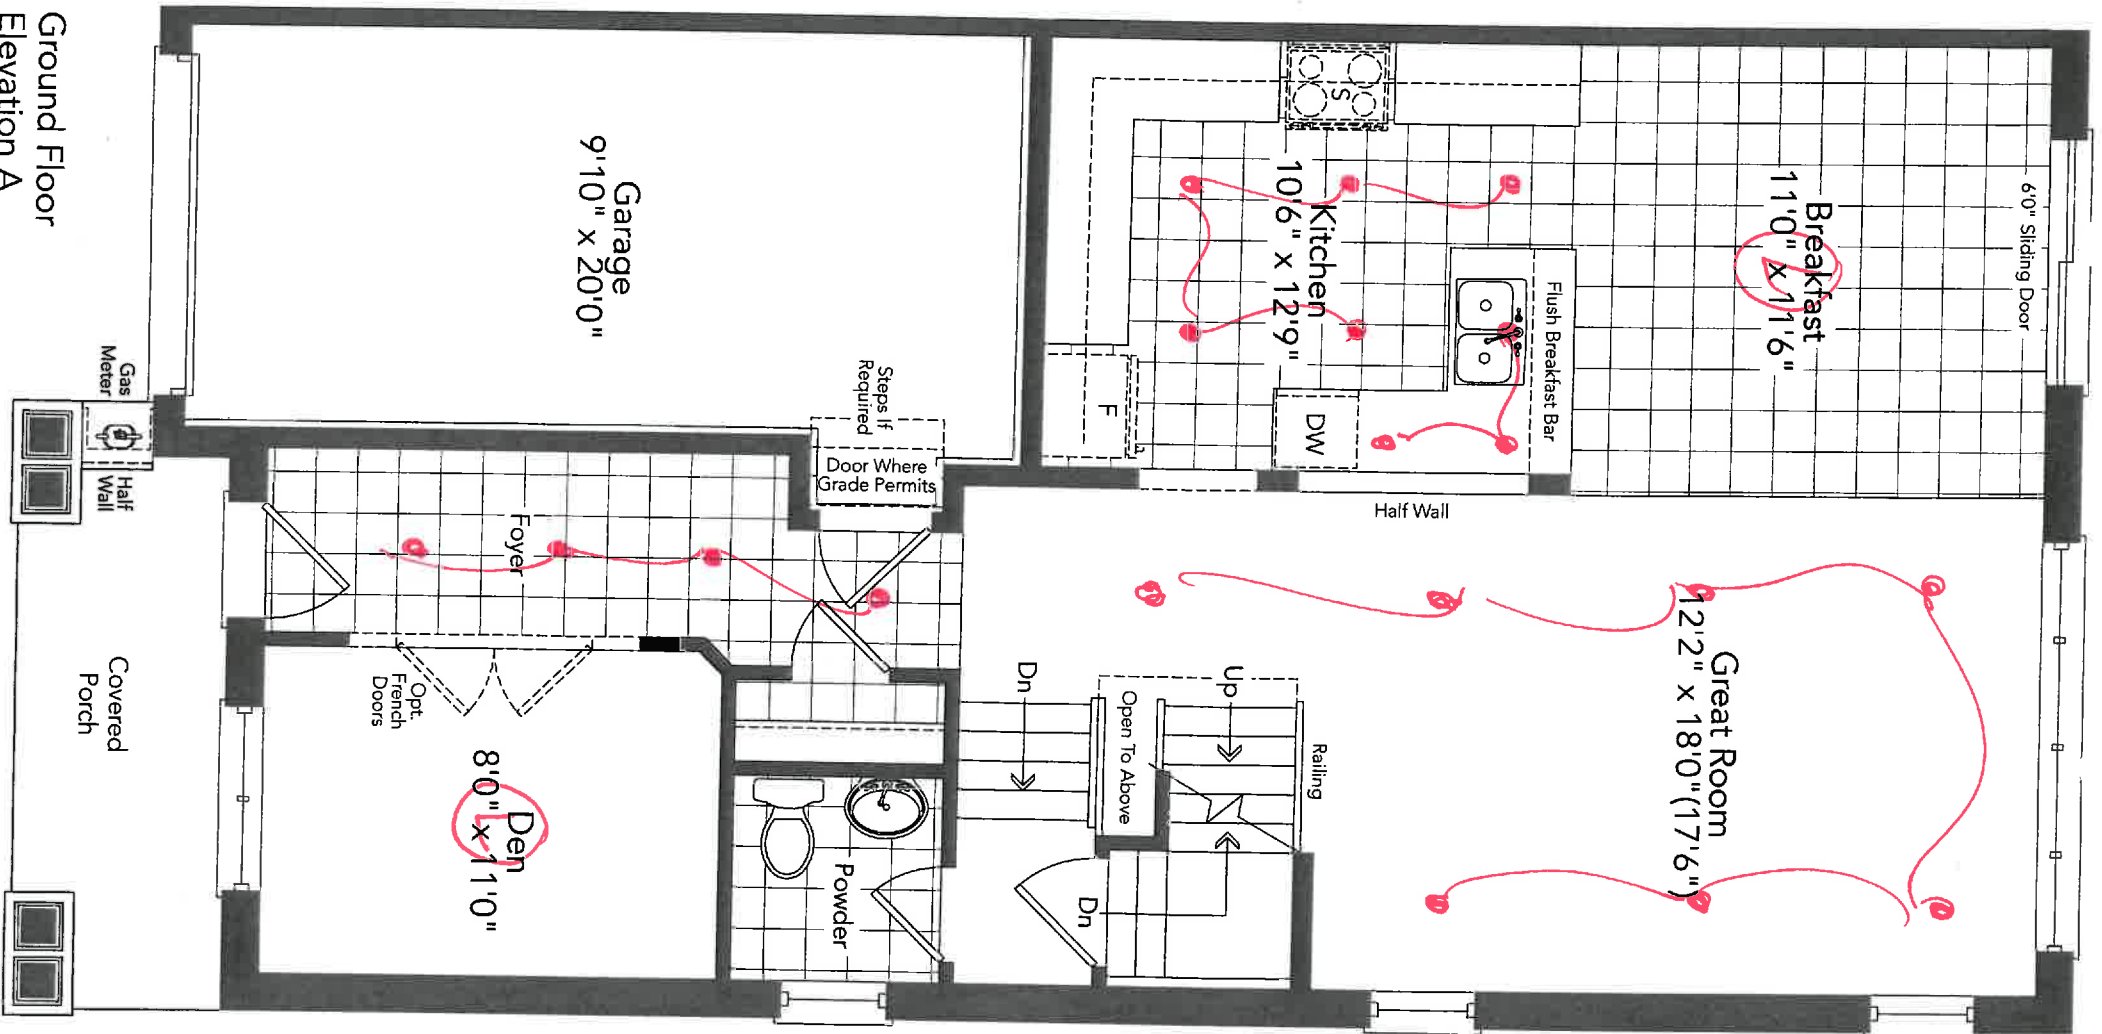 Ground Floor
Elevation A
Garage
9'10" x 20'0"
Gas
Meter
Half
Wall
Covered
Porch
Steps If
Required
Door Where
Grade Permits
Foyer
Opt.
French
Doors
Den
8'0" x 11'0"
Powder
Kitchen
10'6" x 12'9"
S
F
DW
Flush Breakfast Bar
Half Wall
Breakfast
11'0" x 11'6"
6'0" Sliding Door
Great Room
12'2" x 18'0"(17'6")
Dn
Up
Open To Above
Railing
Dn